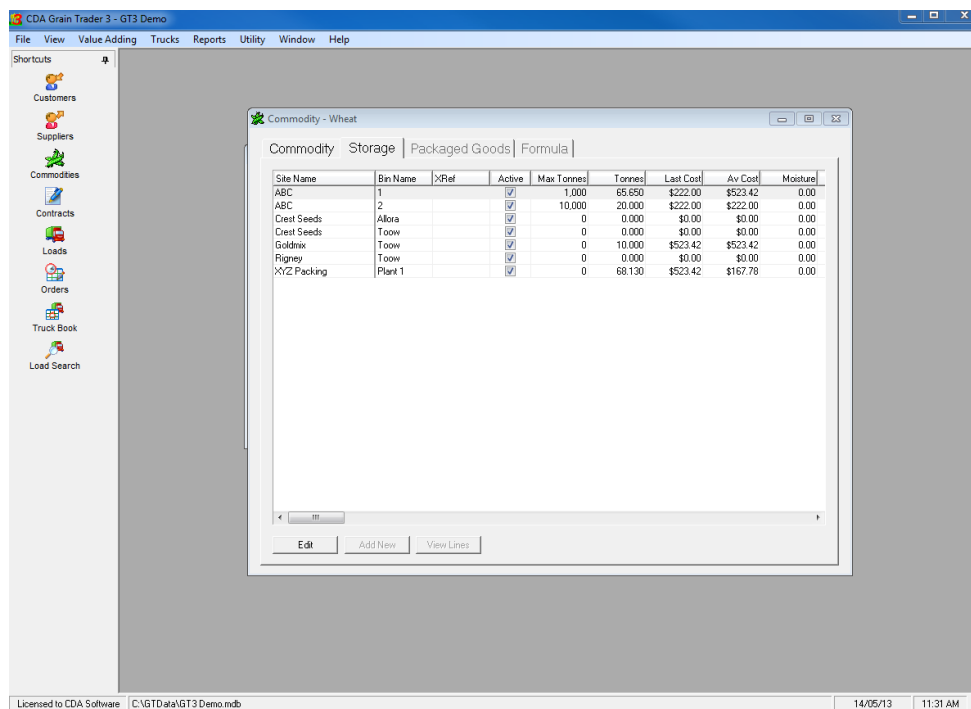 CDA Grain Trader 3 - GT3 Demo
File View Value Adding Trucks Reports Utility Window Help
Shortcuts
Customers
Suppliers
Commodities
Contracts
Loads
Orders
Truck Book
Load Search
Commodity - Wheat
Commodity Storage Packaged Goods Formula
Site Name Bin Name XRef Active Max Tonnes Tonnes Last Cost Av Cost Moisture
ABC 1 1,000 65.650 $222.00 $523.42 0.00
ABC 2 10,000 20.000 $222.00 $222.00 0.00
Crest Seeds Allora 0 0.000 $0.00 $0.00 0.00
Crest Seeds Toow 0 0.000 $0.00 $0.00 0.00
Goldmix Toow 0 10.000 $523.42 $523.42 0.00
Rigney Toow 0 0.000 $0.00 $0.00 0.00
XYZ Packing Plant 1 0 68.130 $523.42 $167.78 0.00
Edit Add New View Lines
Licensed to CDA Software C:\GTData\GT3 Demo.mdb 14/05/13 11:31 AM